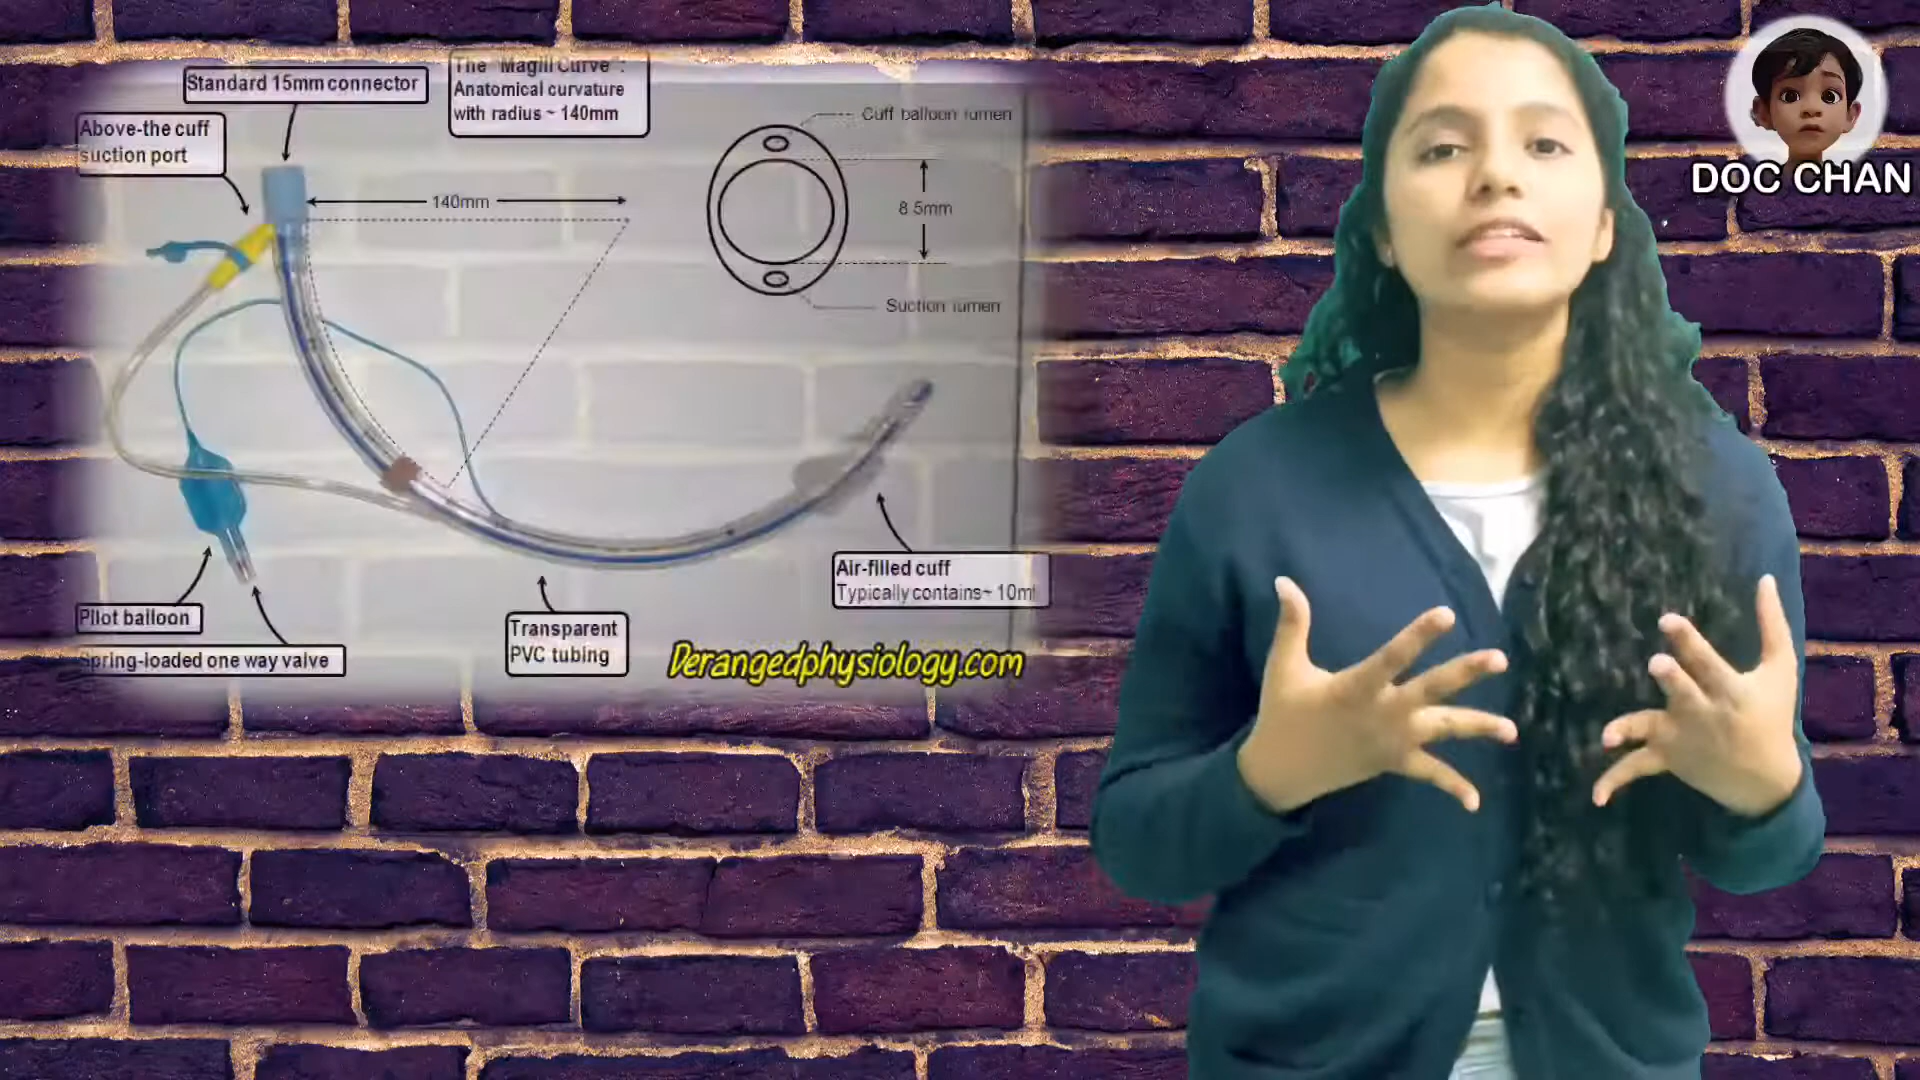 Standard 15mm connector
The "Magill Curve":
Anatomical curvature
with radius ~ 140mm
Above-the cuff
suction port
140mm
Cuff balloon lumen
8.5mm
Suction lumen
DOC CHAN
Air-filled cuff
Typically contains~ 10ml
Pilot balloon
Spring-loaded one way valve
Transparent
PVC tubing
Derangedphysiology.com